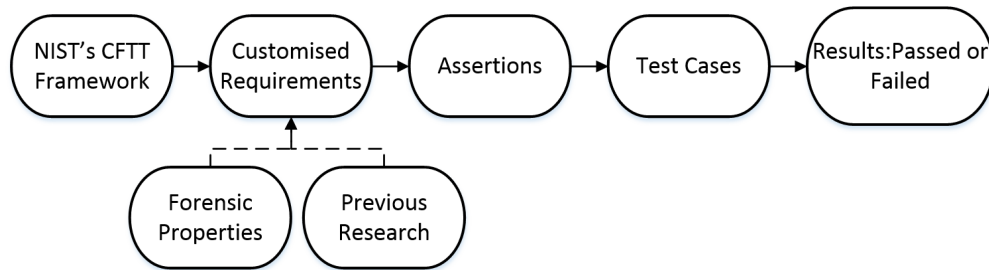 NIST's CFTT
Framework
Customised
Requirements
Assertions
Test Cases
Results:Passed or
Failed
Forensic
Properties
Previous
Research